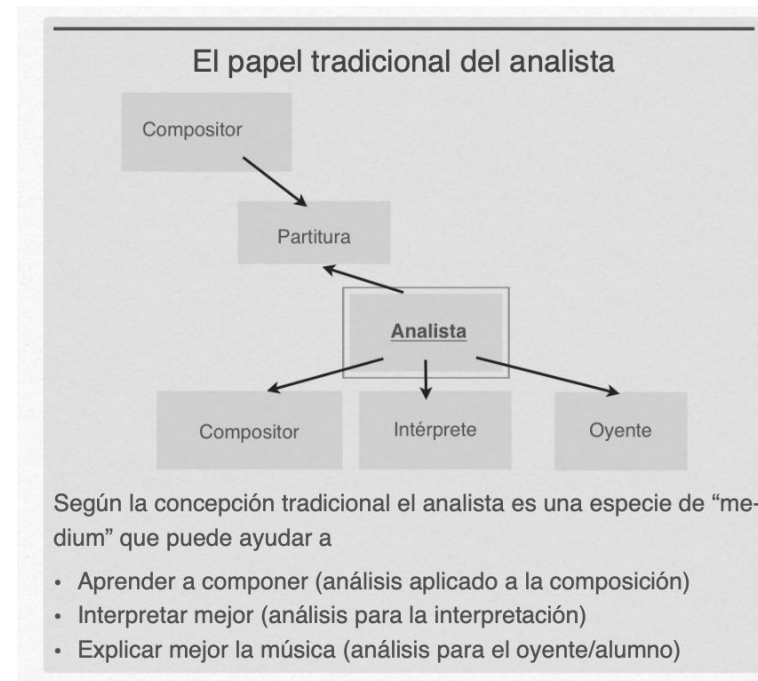 El papel tradicional del analista
Compositor
Partitura
Analista
Compositor Intérprete Oyente
Según la concepción tradicional el analista es una especie de “me-
dium” que puede ayudar a
• Aprender a componer (análisis aplicado a la composición)
• Interpretar mejor (análisis para la interpretación)
• Explicar mejor la música (análisis para el oyente/alumno)